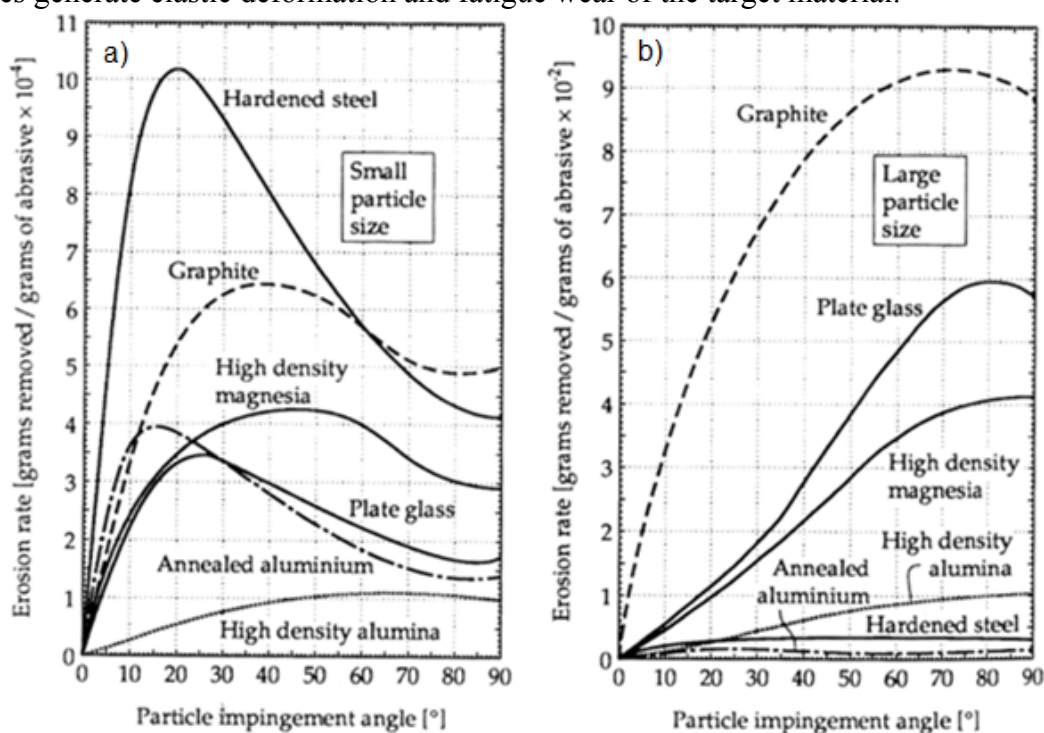 es generate elastic deformation and fatigue wear of the target material.
a)
Erosion rate [grams removed / grams of abrasive × 10⁻⁴]
11
10
9
8
7
6
5
4
3
2
1
0
Hardened steel
Small
particle
size
Graphite
High density
magnesia
Plate glass
Annealed aluminium
High density alumina
0 10 20 30 40 50 60 70 80 90
Particle impingement angle [°]
b)
Erosion rate [grams removed / grams of abrasive × 10⁻²]
10
9
8
7
6
5
4
3
2
1
0
Graphite
Large
particle
size
Plate glass
High density
magnesia
High density
alumina
Annealed
aluminium
Hardened steel
0 10 20 30 40 50 60 70 80 90
Particle impingement angle [°]